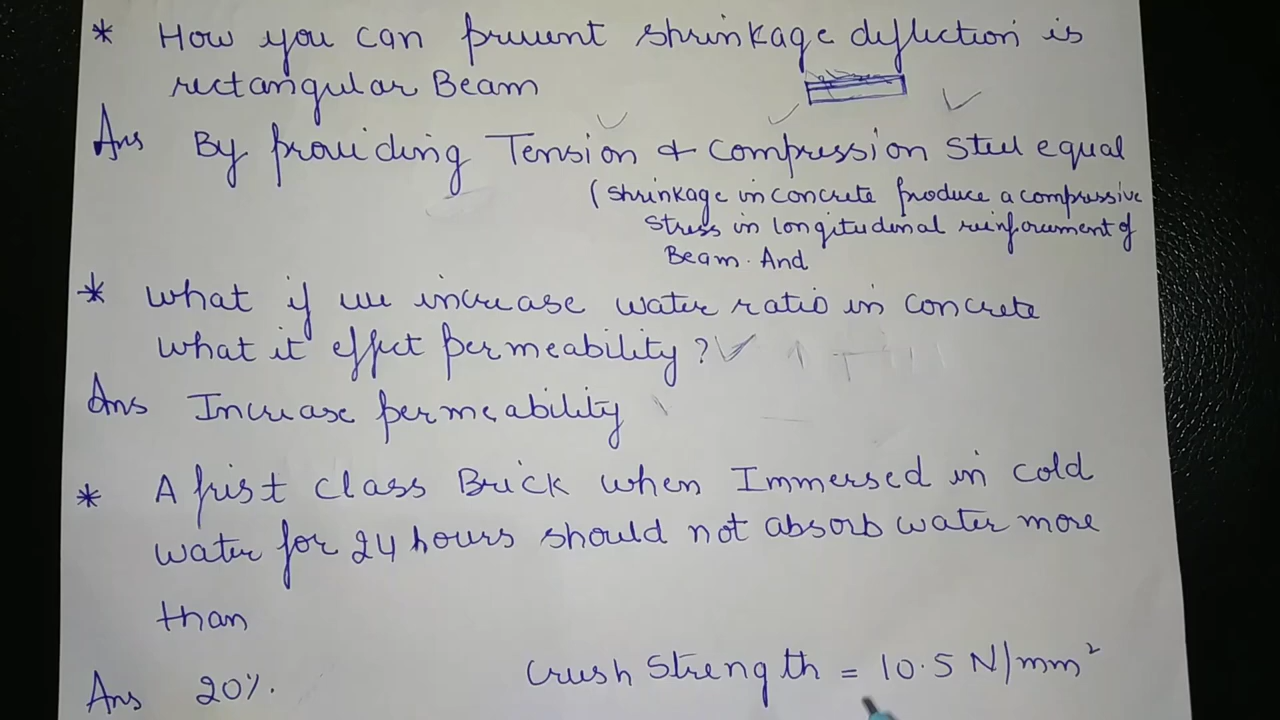 * How you can prevent shrinkage deflection is
rectangular Beam
Ans By providing Tension & compression steel equal
(shrinkage in concrete produce a compressive
stress in longitudinal reinforcement of
Beam. And
* What if we increase water ratio in concrete
what it effect permeability?
Ans Increase permeability
* A frist class Brick when Immersed in cold
water for 24 hours should not absorb water more
than
Ans 20%. Crush Strength = 10.5 N/mm²